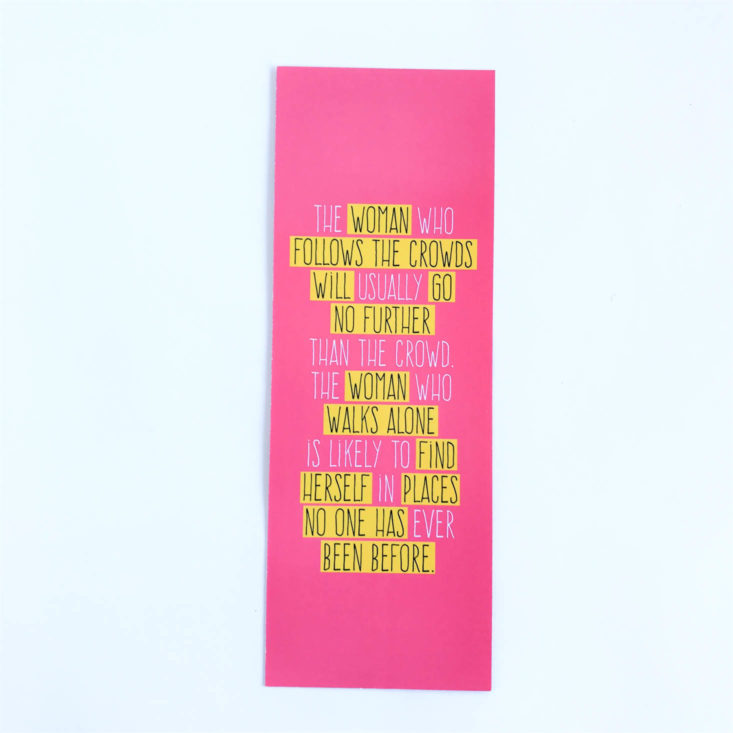 THE WOMAN WHO
FOLLOWS THE CROWDS
WiLL USUALLY GO
NO FURTHER
THAN THE CROWD.
THE WOMAN WHO
WALKS ALONE
iS LiKELY TO FiND
HERSELF iN PLACES
NO ONE HAS EVER
BEEN BEFORE.